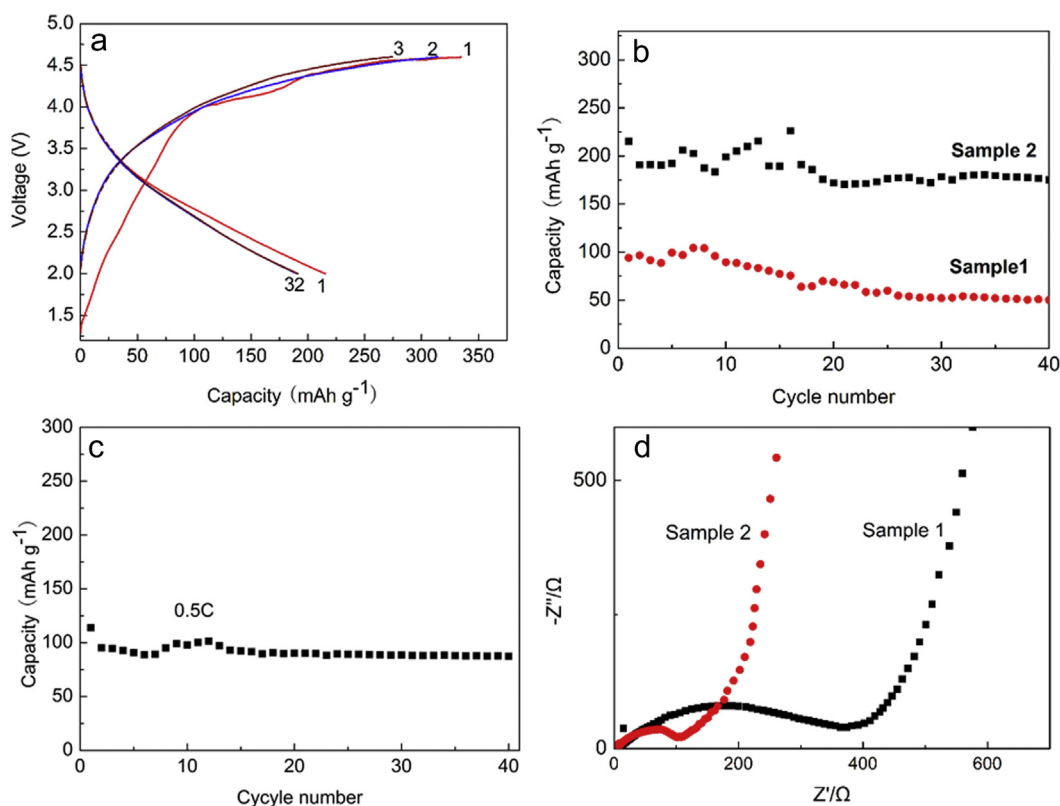 a
5.0
4.5
4.0
3.5
3.0
2.5
2.0
1.5
Voltage (V)
3 2 1
32 1
0 50 100 150 200 250 300 350
Capacity (mAh g-1)
b
300
250
200
150
100
50
0
Capacity (mAh g-1)
Sample 2
Sample1
0 10 20 30 40
Cycle number
c
300
250
200
150
100
50
0
Capacity (mAh g-1)
0.5C
0 10 20 30 40
Cycyle number
d
500
0
-Z''/Ω
Sample 2
Sample 1
0 200 400 600
Z'/Ω